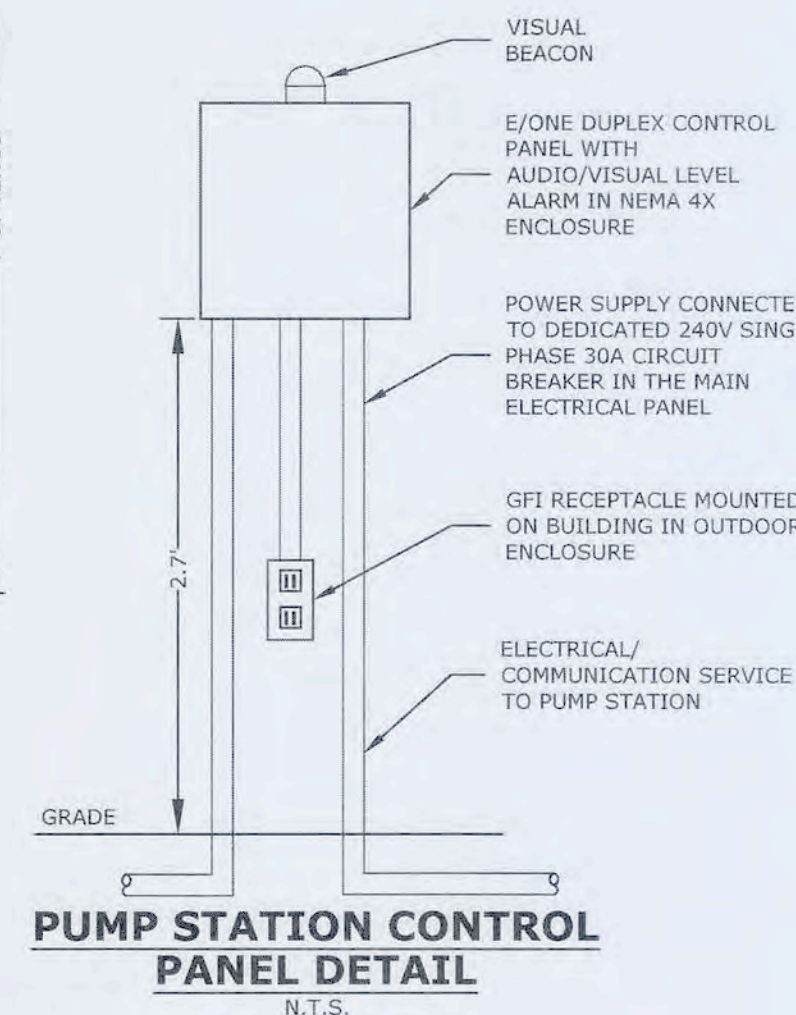 VISUAL
BEACON
E/ONE DUPLEX CONTROL
PANEL WITH
AUDIO/VISUAL LEVEL
ALARM IN NEMA 4X
ENCLOSURE
POWER SUPPLY CONNECTE
TO DEDICATED 240V SING
PHASE 30A CIRCUIT
BREAKER IN THE MAIN
ELECTRICAL PANEL
GFI RECEPTACLE MOUNTED
ON BUILDING IN OUTDOOR
ENCLOSURE
2.7'
ELECTRICAL/
COMMUNICATION SERVICE
TO PUMP STATION
GRADE
PUMP STATION CONTROL
PANEL DETAIL
N.T.S.